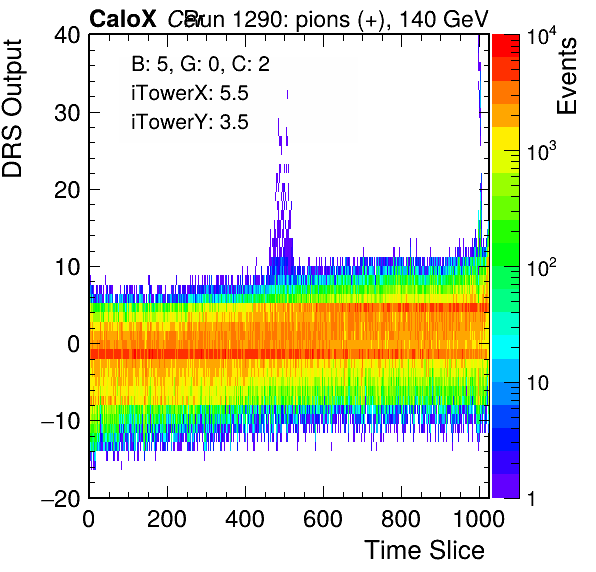 CaloX Cer Run 1290: pions (+), 140 GeV
B: 5, G: 0, C: 2
iTowerX: 5.5
iTowerY: 3.5
DRS Output
40
30
20
10
0
−10
−20
0 200 400 600 800 1000
Time Slice
Events
10^4
10^3
10^2
10
1